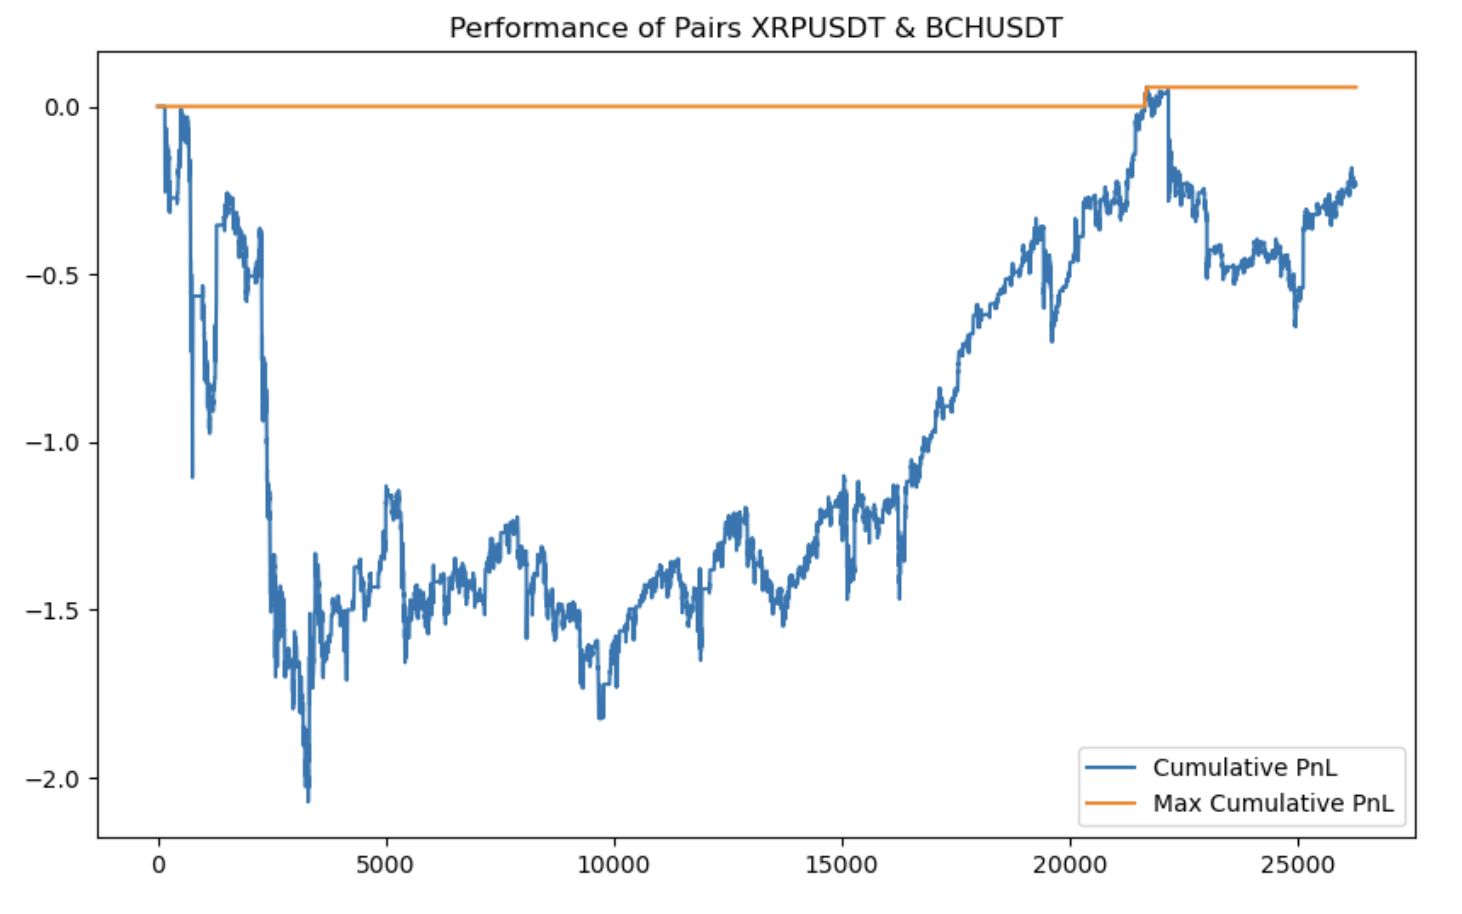 Performance of Pairs XRPUSDT & BCHUSDT
0.0
−0.5
−1.0
−1.5
−2.0
Cumulative PnL
Max Cumulative PnL
0 5000 10000 15000 20000 25000